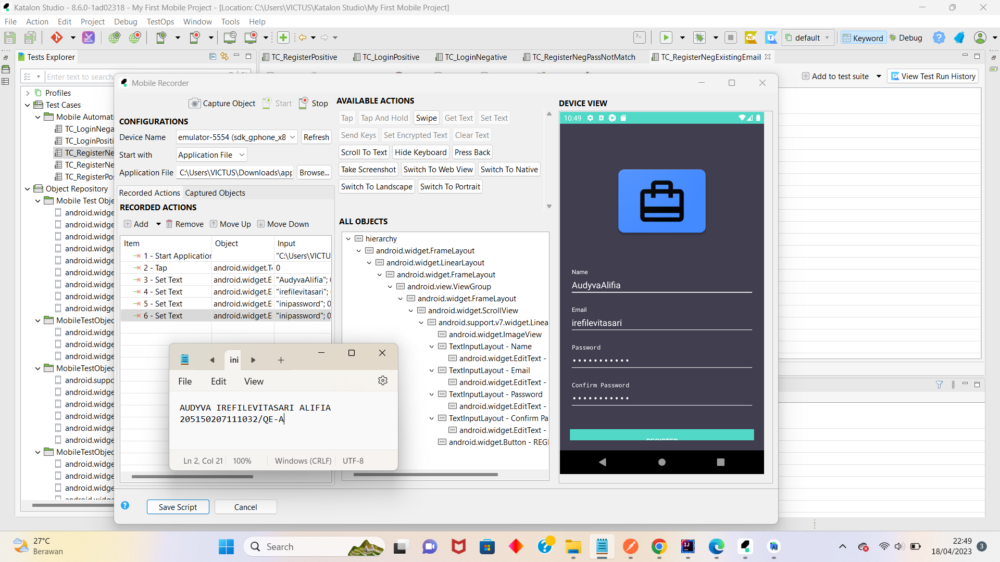 Katalon Studio - 8.6.0-1ad02318 - My First Mobile Project - [Location: C:\Users\VICTUS\Katalon Studio\My First Mobile Project]
File Action Edit Project Debug TestOps Window Tools Help
default Keyword Debug
Tests Explorer
TC_RegisterPositive TC_LoginPositive TC_LoginNegative TC_RegisterNegPassNotMatch TC_RegisterNegExistingEmail
Enter text to search
Add to test suite View Test Run History
Profiles
Test Cases
Mobile Automati
TC_LoginNega
TC_LoginPositi
TC_RegisterNe
TC_RegisterNe
TC_RegisterPos
Object Repository
Mobile Test Obje
android.widge
android.widge
android.widge
android.widge
android.widge
android.widge
android.widge
android.widge
android.widge
MobileTestObjec
android.widge
android.widge
android.widge
MobileTestObjec
android.suppo
android.widge
android.widge
android.widge
android.widge
android.widge
MobileTestObjec
android.widge
android.widge
android.widge
Mobile Recorder
Capture Object Start Stop
CONFIGURATIONS
Device Name emulator-5554 (sdk_gphone_x8 Refresh
Start with Application File
Application File C:\Users\VICTUS\Downloads\app Browse...
Recorded Actions Captured Objects
RECORDED ACTIONS
Add Remove Move Up Move Down
Item Object Input
1 - Start Application "C:\Users\VICTU
2 - Tap android.widget.Te 0
3 - Set Text android.widget.E "AudyvaAlifia"; 0
4 - Set Text android.widget.E "irefilevitasari"; 0
5 - Set Text android.widget.E "inipassword"; 0
6 - Set Text android.widget.E "inipassword"; 0
AVAILABLE ACTIONS
Tap Tap And Hold Swipe Get Text Set Text
Send Keys Set Encrypted Text Clear Text
Scroll To Text Hide Keyboard Press Back
Take Screenshot Switch To Web View Switch To Native
Switch To Landscape Switch To Portrait
ALL OBJECTS
hierarchy
android.widget.FrameLayout
android.widget.LinearLayout
android.widget.FrameLayout
android.view.ViewGroup
android.widget.FrameLayout
android.widget.ScrollView
android.support.v7.widget.Linea
android.widget.ImageView
TextInputLayout - Name
android.widget.EditText -
TextInputLayout - Email
android.widget.EditText -
TextInputLayout - Password
android.widget.EditText -
TextInputLayout - Confirm Pa
android.widget.EditText -
android.widget.Button - REGI
DEVICE VIEW
10:49
Name
AudyvaAlifia
Email
irefilevitasari
Password
•••••••••••
Confirm Password
•••••••••••
REGISTER
ini
File Edit View
AUDYVA IREFILEVITASARI ALIFIA
205150207111032/QE-A
Ln 2, Col 21 100% Windows (CRLF) UTF-8
Save Script Cancel
27°C
Berawan
Search
22:49
18/04/2023
3